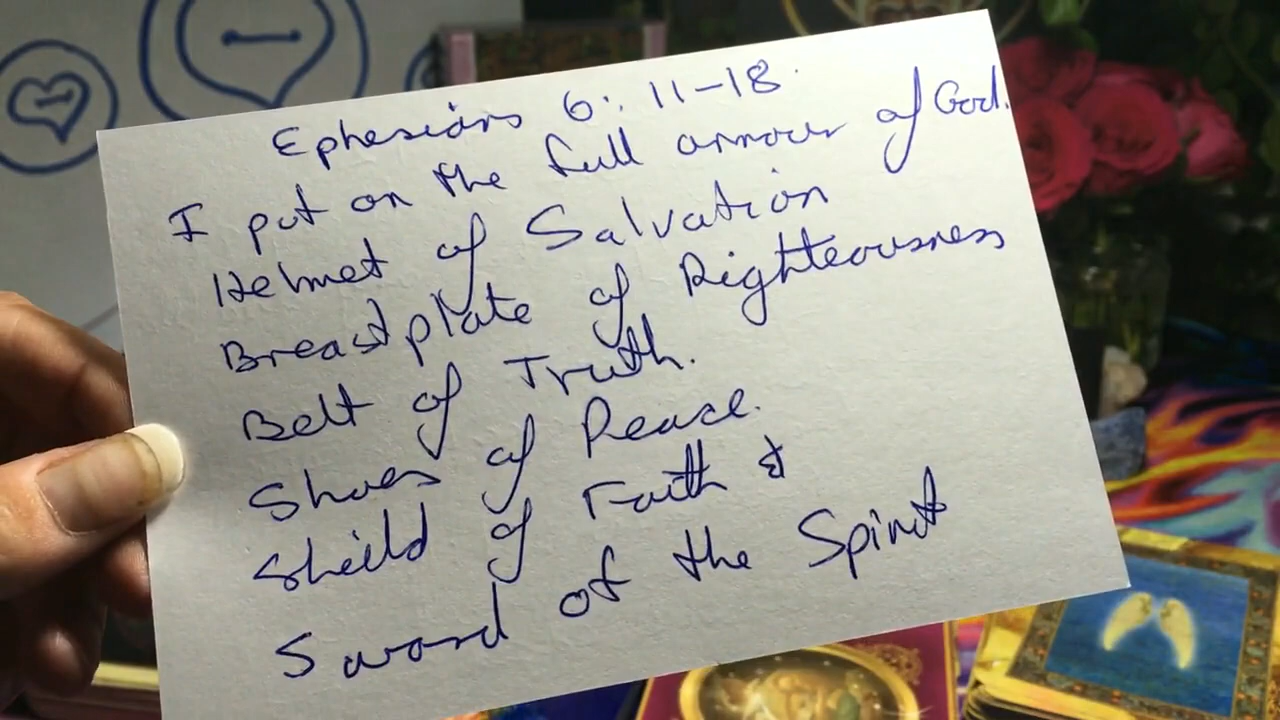 Ephesians 6: 11-18.
I put on the full armour of God.
Helmet of Salvation
Breastplate of Righteousness
Belt of Truth.
Shoes of Peace.
Shield of Faith &
Sword of the Spirit